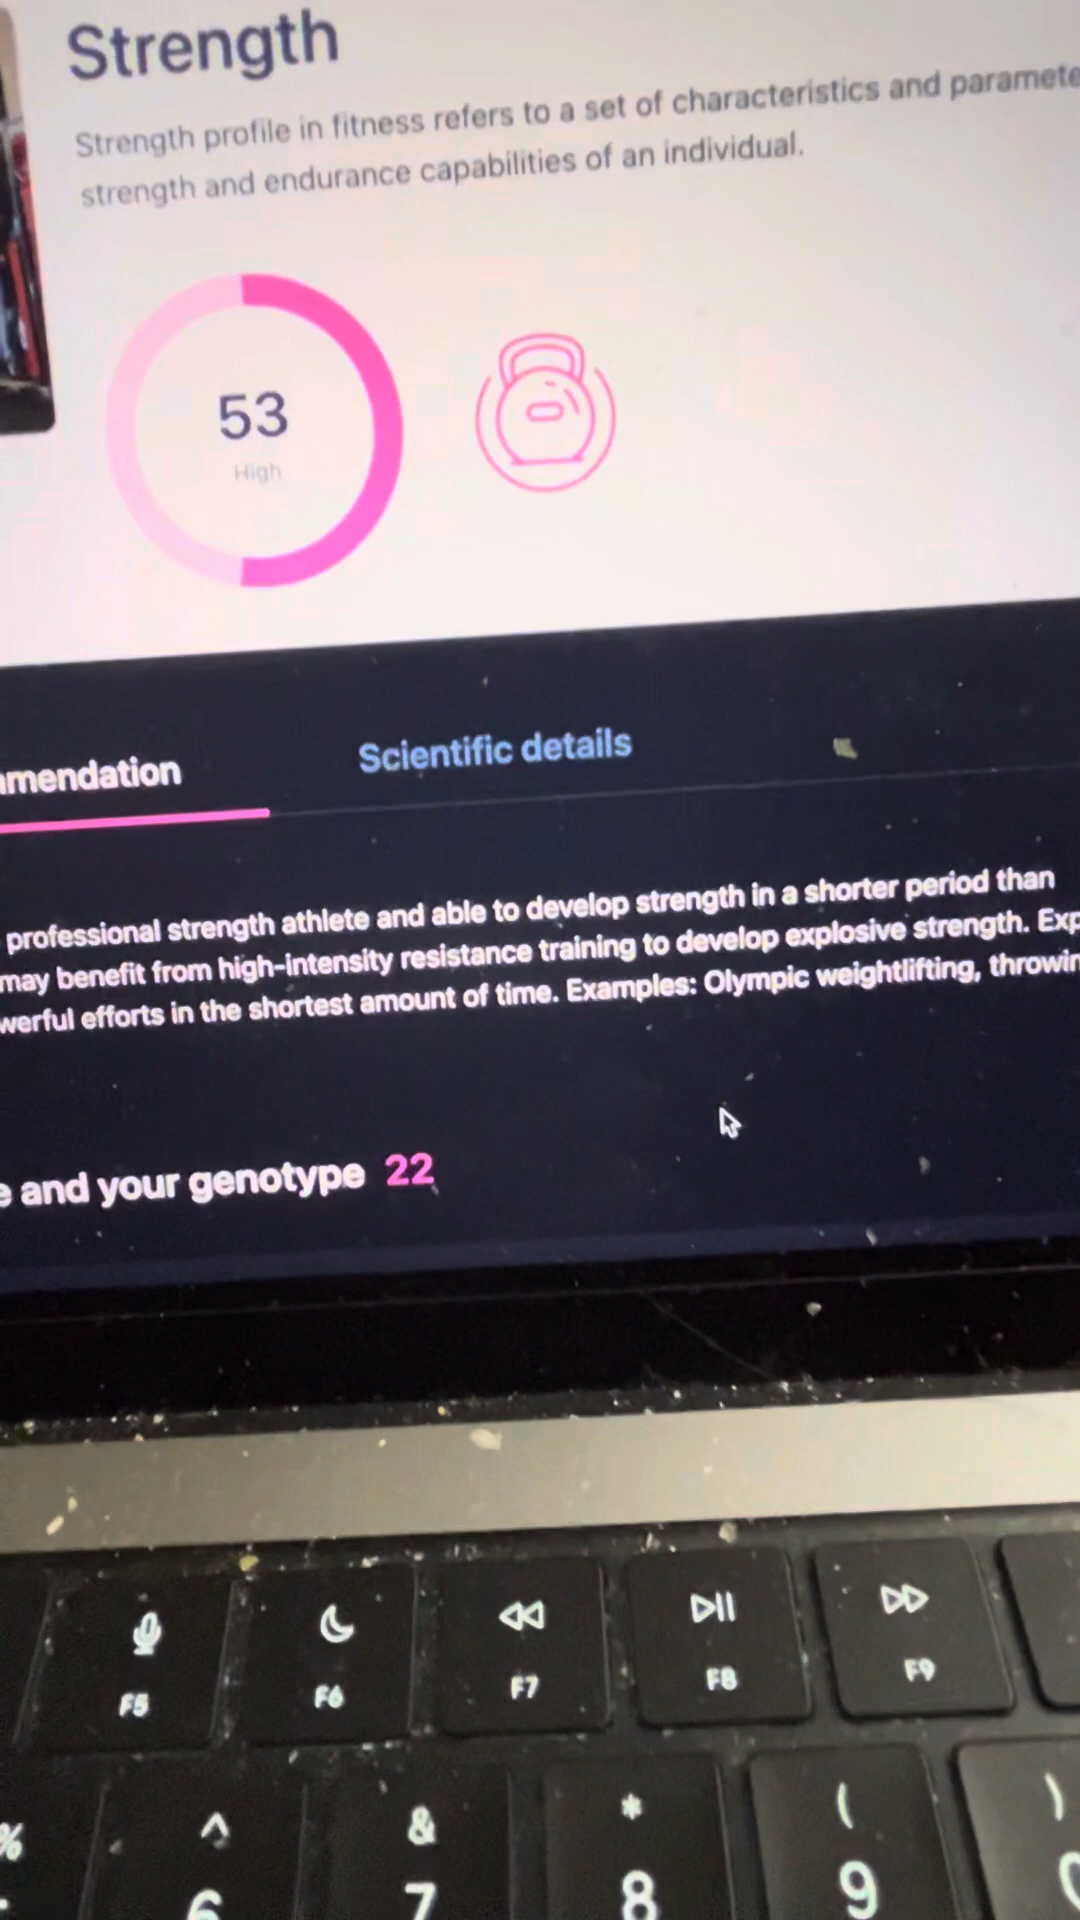 Strength
Strength profile in fitness refers to a set of characteristics and paramete
strength and endurance capabilities of an individual.
53
High
mmendation
Scientific details
professional strength athlete and able to develop strength in a shorter period than
may benefit from high-intensity resistance training to develop explosive strength. Exp
werful efforts in the shortest amount of time. Examples: Olympic weightlifting, throwin
e and your genotype 22
F5 F6 F7 F8 F9
% ^ & * ( )
6 7 8 9